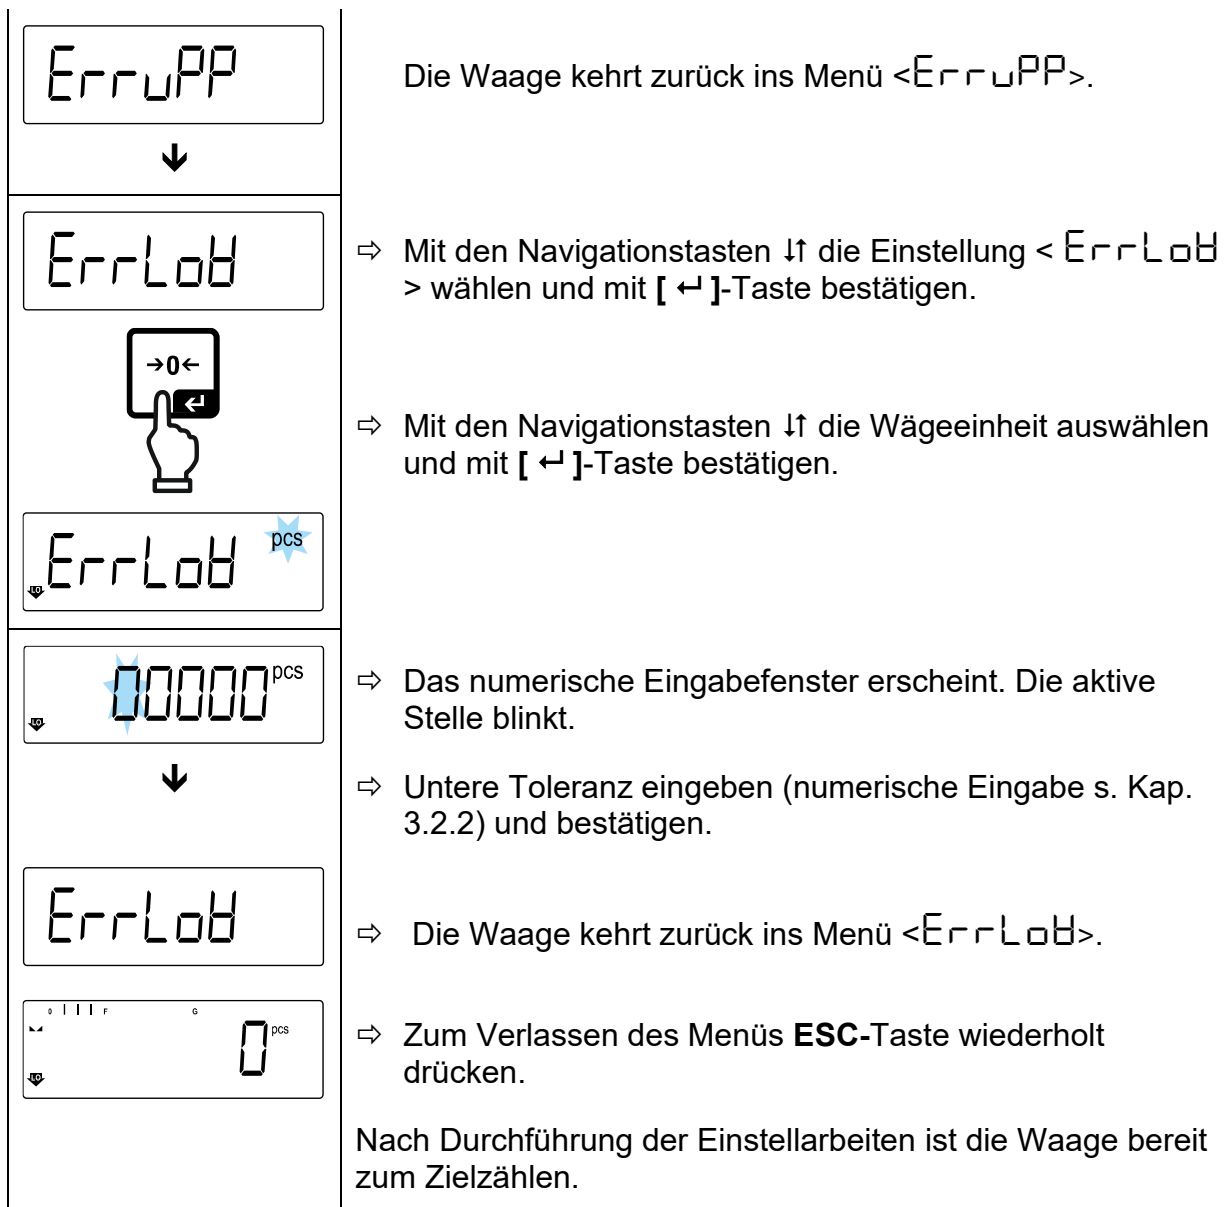 ErruPP
Die Waage kehrt zurück ins Menü <ErruPP>.
ErrLoW
⇨ Mit den Navigationstasten ↓↑ die Einstellung < ErrLoW
> wählen und mit [ ↵ ]-Taste bestätigen.
→0←
⇨ Mit den Navigationstasten ↓↑ die Wägeeinheit auswählen
und mit [ ↵ ]-Taste bestätigen.
LO ErrLoW pcs
LO 00000 pcs
⇨ Das numerische Eingabefenster erscheint. Die aktive
Stelle blinkt.
⇨ Untere Toleranz eingeben (numerische Eingabe s. Kap.
3.2.2) und bestätigen.
ErrLoW
⇨ Die Waage kehrt zurück ins Menü <ErrLoW>.
0 F G
LO 0 pcs
⇨ Zum Verlassen des Menüs ESC-Taste wiederholt
drücken.
Nach Durchführung der Einstellarbeiten ist die Waage bereit
zum Zielzählen.